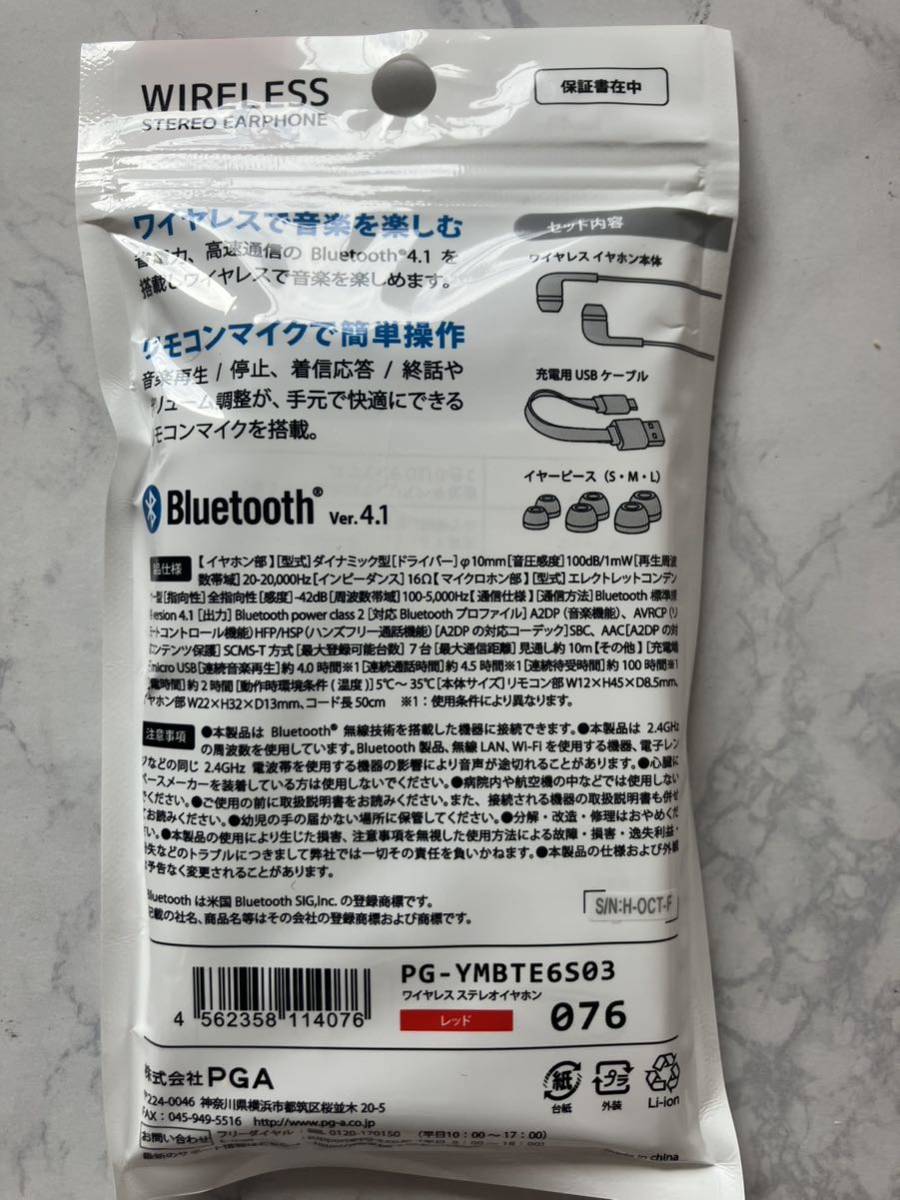 WIRELESS
STEREO EARPHONE
保証書在中
ワイヤレスで音楽を楽しむ
省電力、高速通信の Bluetooth®4.1 を
搭載しワイヤレスで音楽を楽しめます。
リモコンマイクで簡単操作
音楽再生 / 停止、着信応答 / 終話や
ボリューム調整が、手元で快適にできる
リモコンマイクを搭載。
セット内容
ワイヤレス イヤホン本体
充電用 USB ケーブル
イヤーピース（S・M・L）
Bluetooth® Ver. 4.1
品仕様 【イヤホン部】[型式]ダイナミック型[ドライバー]φ10mm[音圧感度]100dB/1mW[再生周波
数帯域]20-20,000Hz[インピーダンス]16Ω【マイクロホン部】[型式]エレクトレットコンデン
ー型[指向性]全指向性[感度]-42dB[周波数帯域]100-5,000Hz【通信仕様】[通信方法]Bluetooth 標準規
ersion 4.1[出力] Bluetooth power class 2 [対応 Bluetooth プロファイル] A2DP (音楽機能)、AVRCP (リ
ートコントロール機能)HFP/HSP (ハンズフリー通話機能) [A2DP の対応コーデック]SBC、AAC[A2DP の対
コンテンツ保護] SCMS-T 方式[最大登録可能台数] 7 台[最大通信距離] 見通し約 10m【その他】[充電端
micro USB[連続音楽再生]約 4.0 時間※1[連続通話時間]約 4.5 時間※1[連続待受時間]約 100 時間※1
電時間]約 2 時間[動作時環境条件 ( 温度 )]5℃～35℃[本体サイズ]リモコン部 W12×H45×D8.5mm、
ヤホン部 W22×H32×D13mm、コード長 50cm　※1：使用条件により異なります。
注意事項 ●本製品は Bluetooth® 無線技術を搭載した機器に接続できます。●本製品は 2.4GHz
の周波数を使用しています。Bluetooth 製品、無線 LAN、Wi-Fi を使用する機器、電子レン
ジなどの同じ 2.4GHz 電波帯を使用する機器の影響により音声が途切れることがあります。●心臓に
ペースメーカーを装着している方は使用しないでください。●病院内や航空機の中などでは使用しない
でください。●ご使用の前に取扱説明書をお読みください。また、接続される機器の取扱説明書も併せ
てお読みください。●幼児の手の届かない場所に保管してください。●分解・改造・修理はおやめくだ
い。●本製品の使用により生じた損害、注意事項を無視した使用方法による故障・損害・逸失利益・
失などのトラブルにつきまして弊社では一切その責任を負いかねます。●本製品の仕様および外観
予告なく変更されることがあります。
Bluetooth は米国 Bluetooth SIG,Inc. の登録商標です。
記載の社名、商品名等はその会社の登録商標および商標です。
S/N:H-OCT-F
4 562358 114076
PG-YMBTE6S03
ワイヤレス ステレオイヤホン
レッド
076
株式会社 PGA
〒224-0046 神奈川県横浜市都筑区桜並木 20-5
FAX：045-949-5516　http://www.pg-a.co.jp
お問い合わせ フリーダイヤル：0120-170150 （平日10：00～17：00）
紙
台紙
プラ
外装
Li-ion
in china